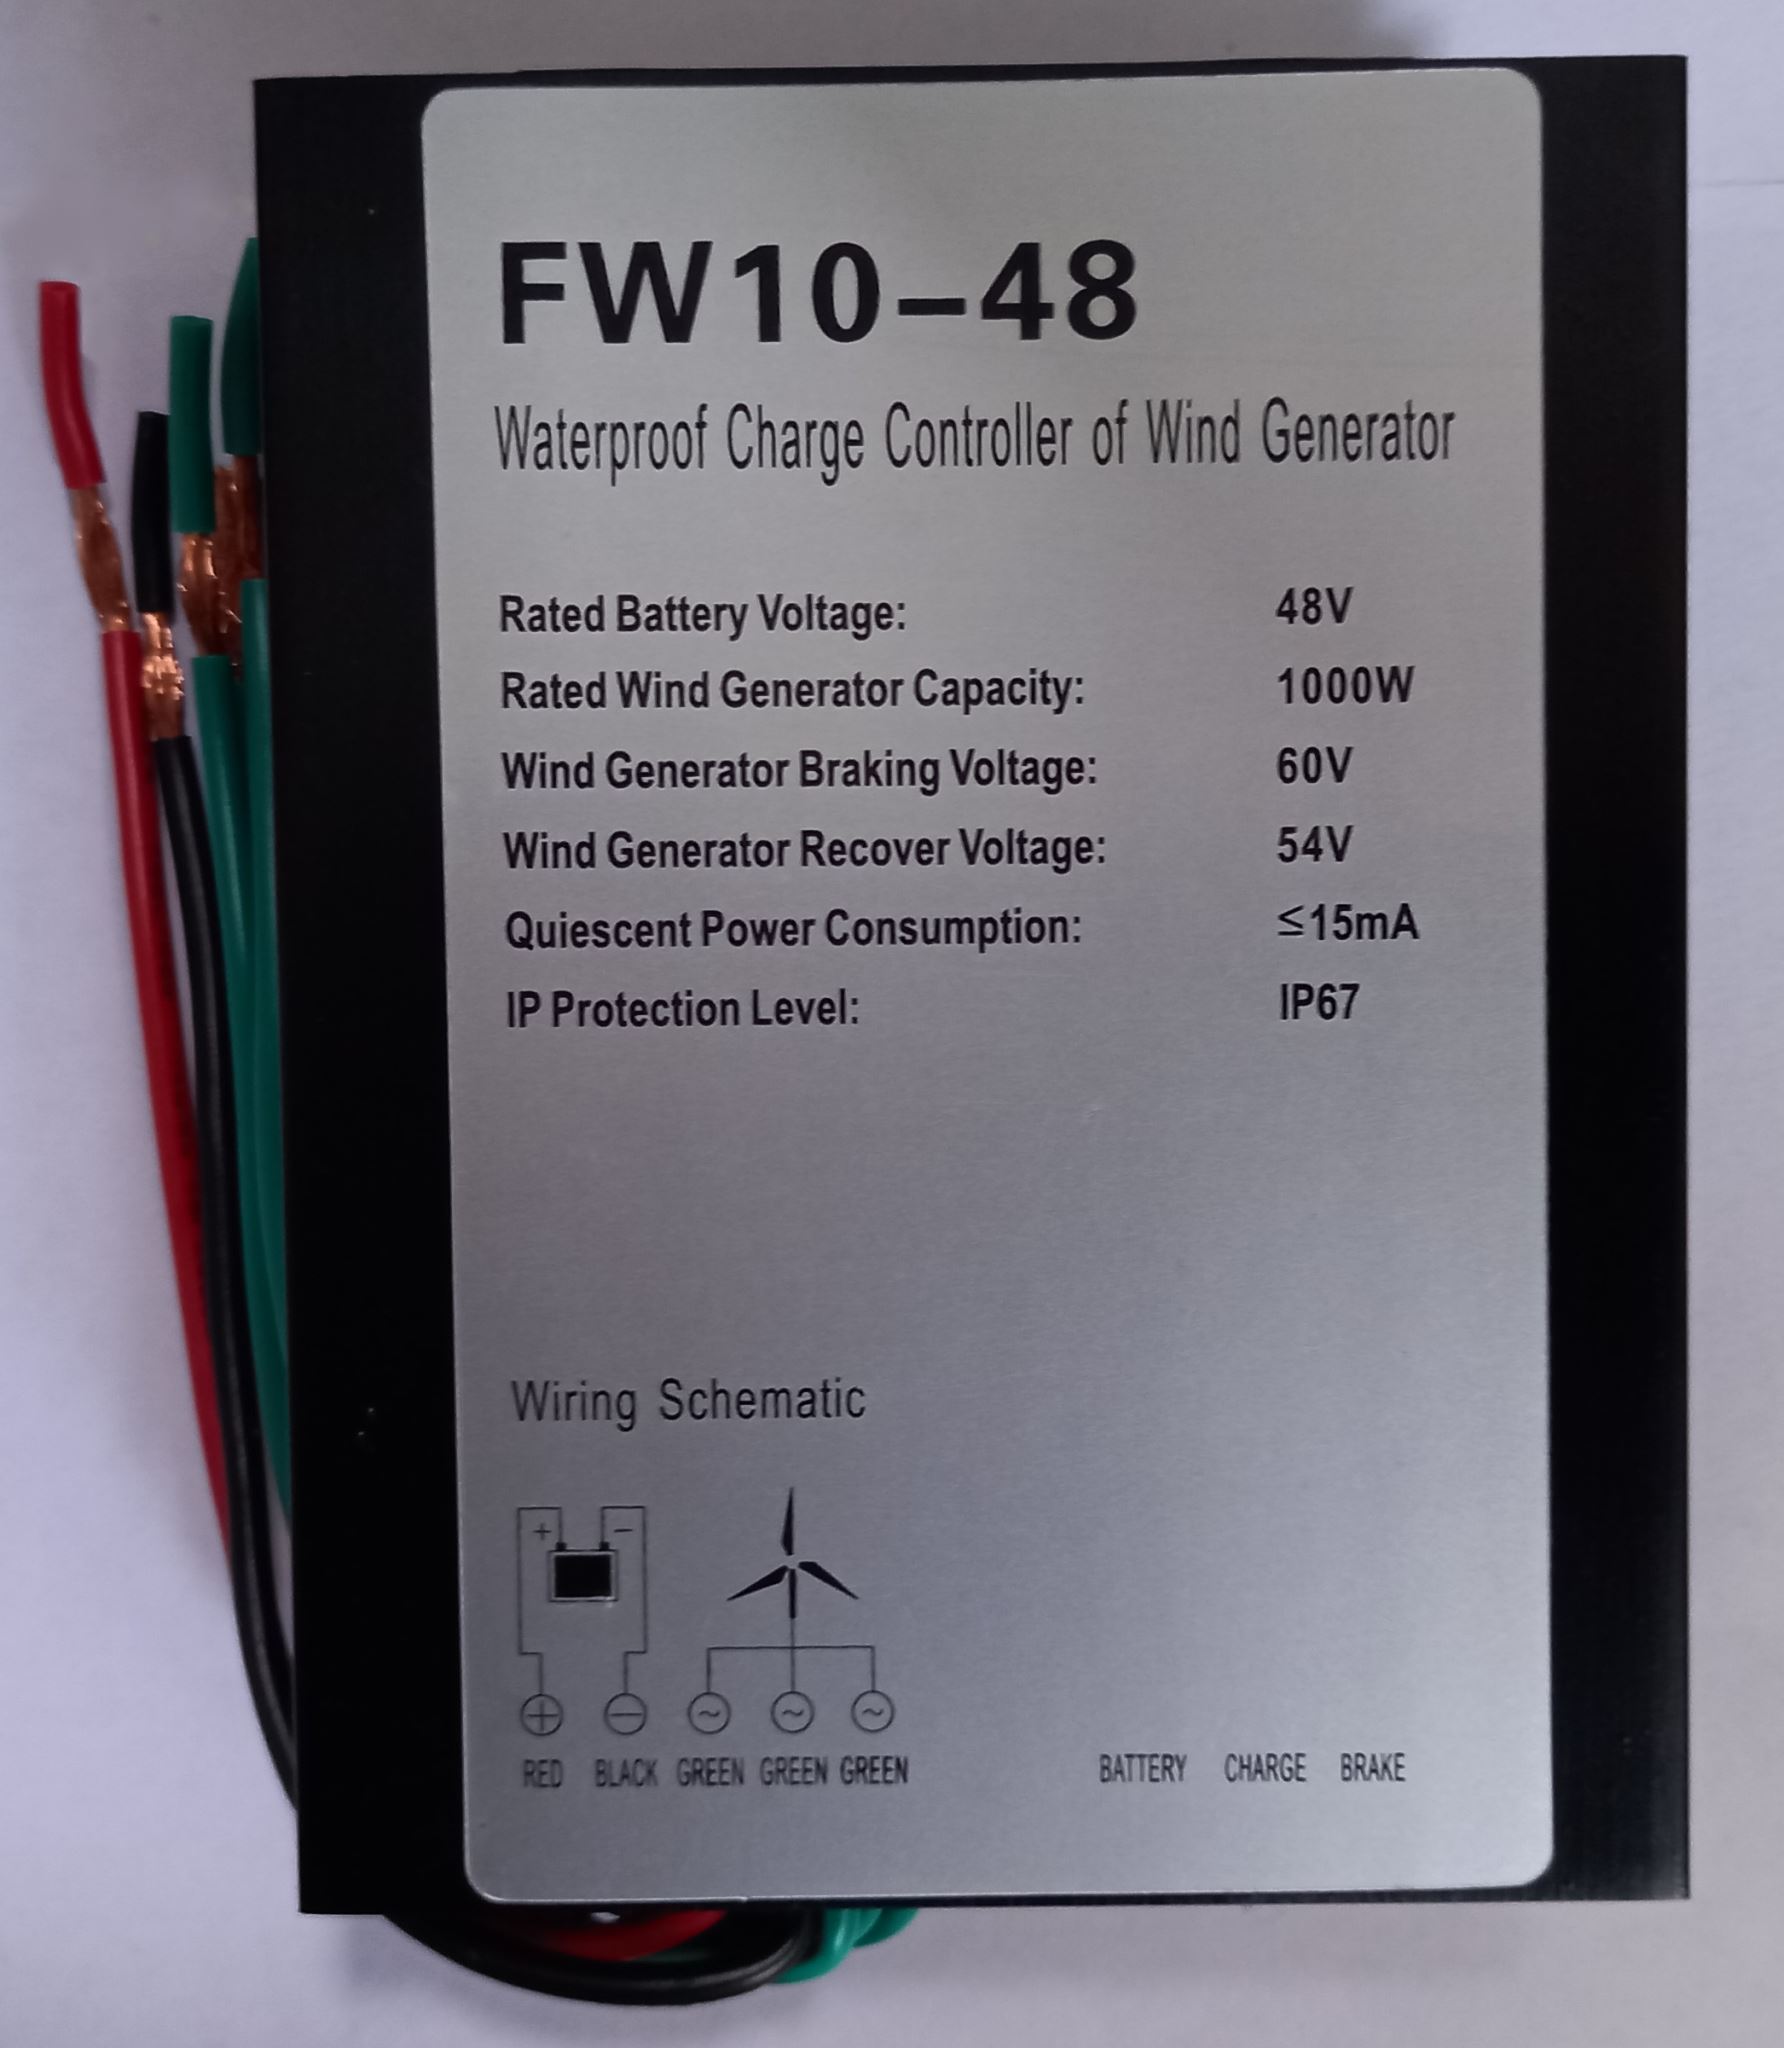 FW10–48
Waterproof Charge Controller of Wind Generator
Rated Battery Voltage: 48V
Rated Wind Generator Capacity: 1000W
Wind Generator Braking Voltage: 60V
Wind Generator Recover Voltage: 54V
Quiescent Power Consumption: ≤15mA
IP Protection Level: IP67
Wiring Schematic
+ −
+ − ~ ~ ~
RED BLACK GREEN GREEN GREEN BATTERY CHARGE BRAKE